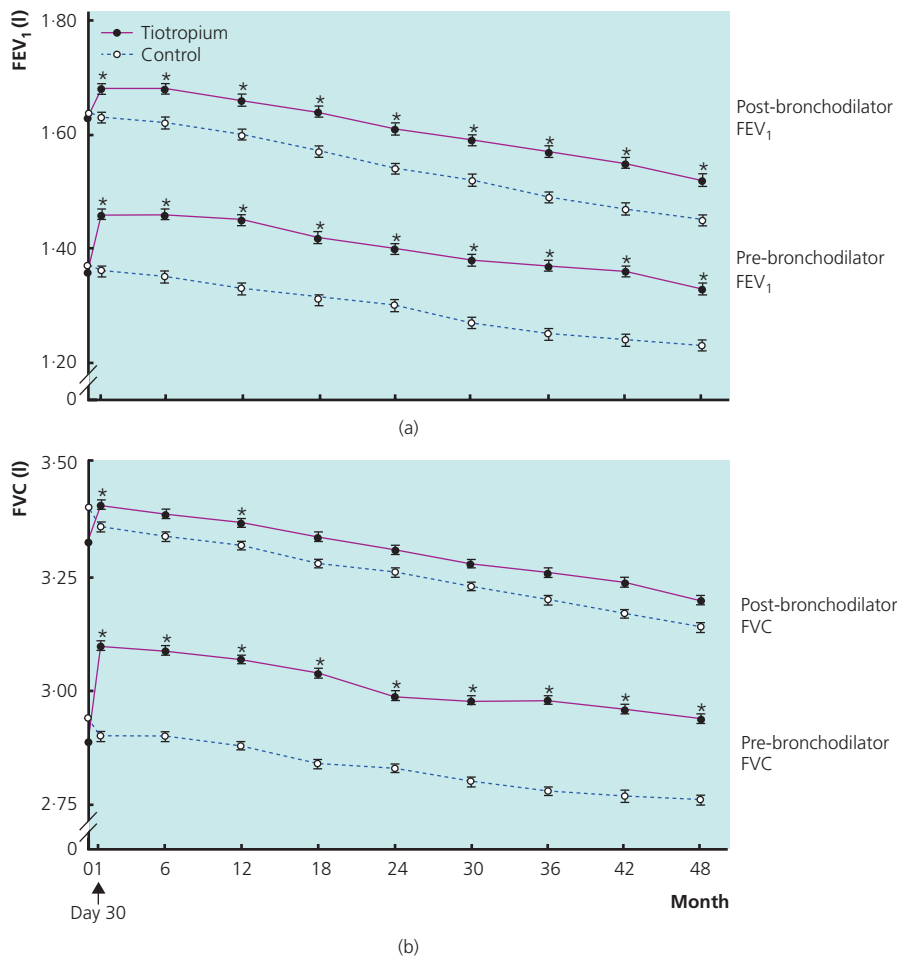 FEV1 (l)
1·80
1·60
1·40
1·20
0
Tiotropium
Control
* * * * * * * * *
* * * * * * * * *
Post-bronchodilator
FEV1
Pre-bronchodilator
FEV1
(a)
FVC (l)
3·50
3·25
3·00
2·75
0
* *
* * * * * * * * *
Post-bronchodilator
FVC
Pre-bronchodilator
FVC
01 6 12 18 24 30 36 42 48
Day 30
Month
(b)